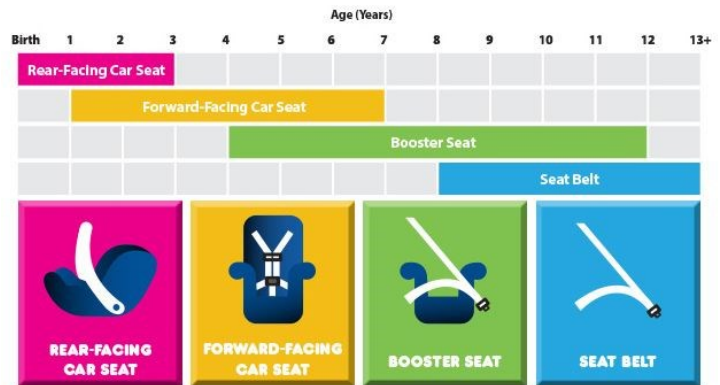 Age (Years)
Birth 1 2 3 4 5 6 7 8 9 10 11 12 13+
Rear-Facing Car Seat
Forward-Facing Car Seat
Booster Seat
Seat Belt
REAR-FACING
CAR SEAT
FORWARD-FACING
CAR SEAT
BOOSTER SEAT
SEAT BELT